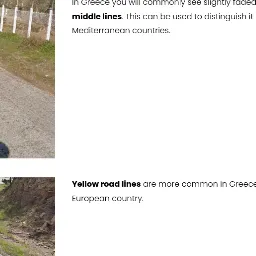 In Greece you will commonly see slightly faded
middle lines. This can be used to distinguish it
Mediterranean countries.
Yellow road lines are more common in Greece
European country.